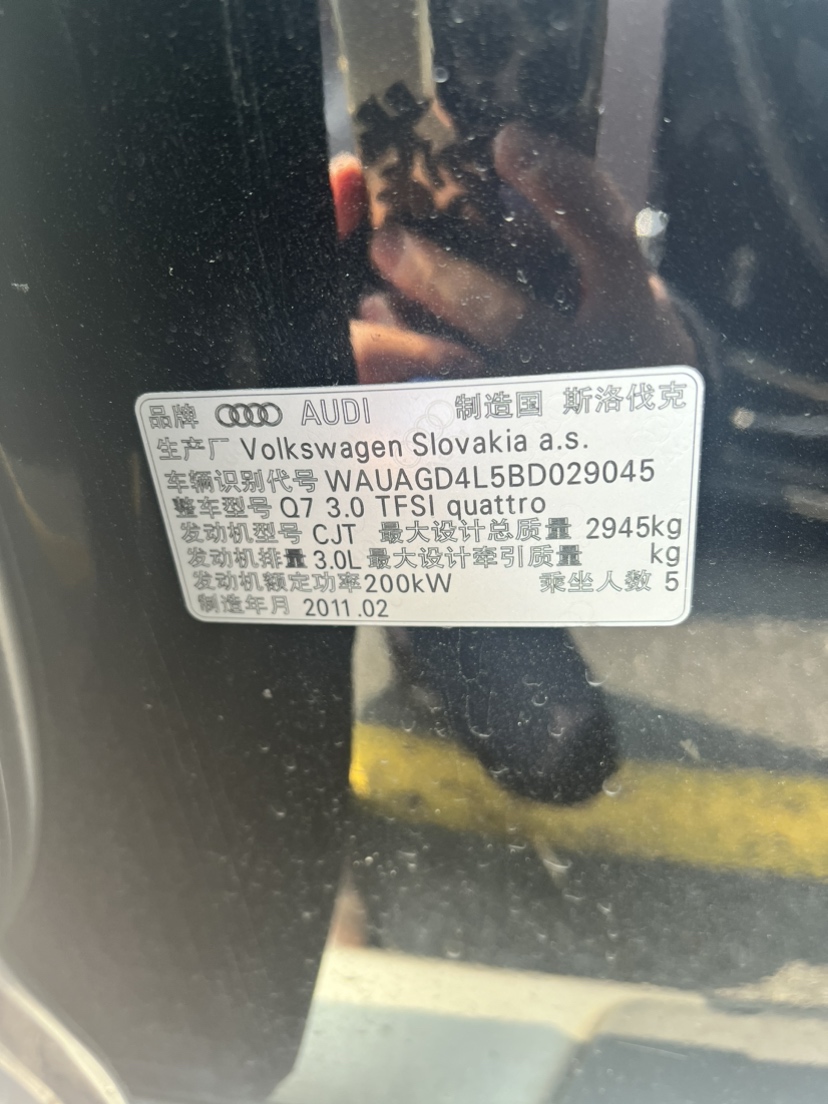 品牌 AUDI 制造国 斯洛伐克
生产厂 Volkswagen Slovakia a.s.
车辆识别代号 WAUAGD4L5BD029045
整车型号 Q7 3.0 TFSI quattro
发动机型号 CJT 最大设计总质量 2945kg
发动机排量 3.0L 最大设计牵引质量 kg
发动机额定功率 200kW 乘坐人数 5
制造年月 2011.02